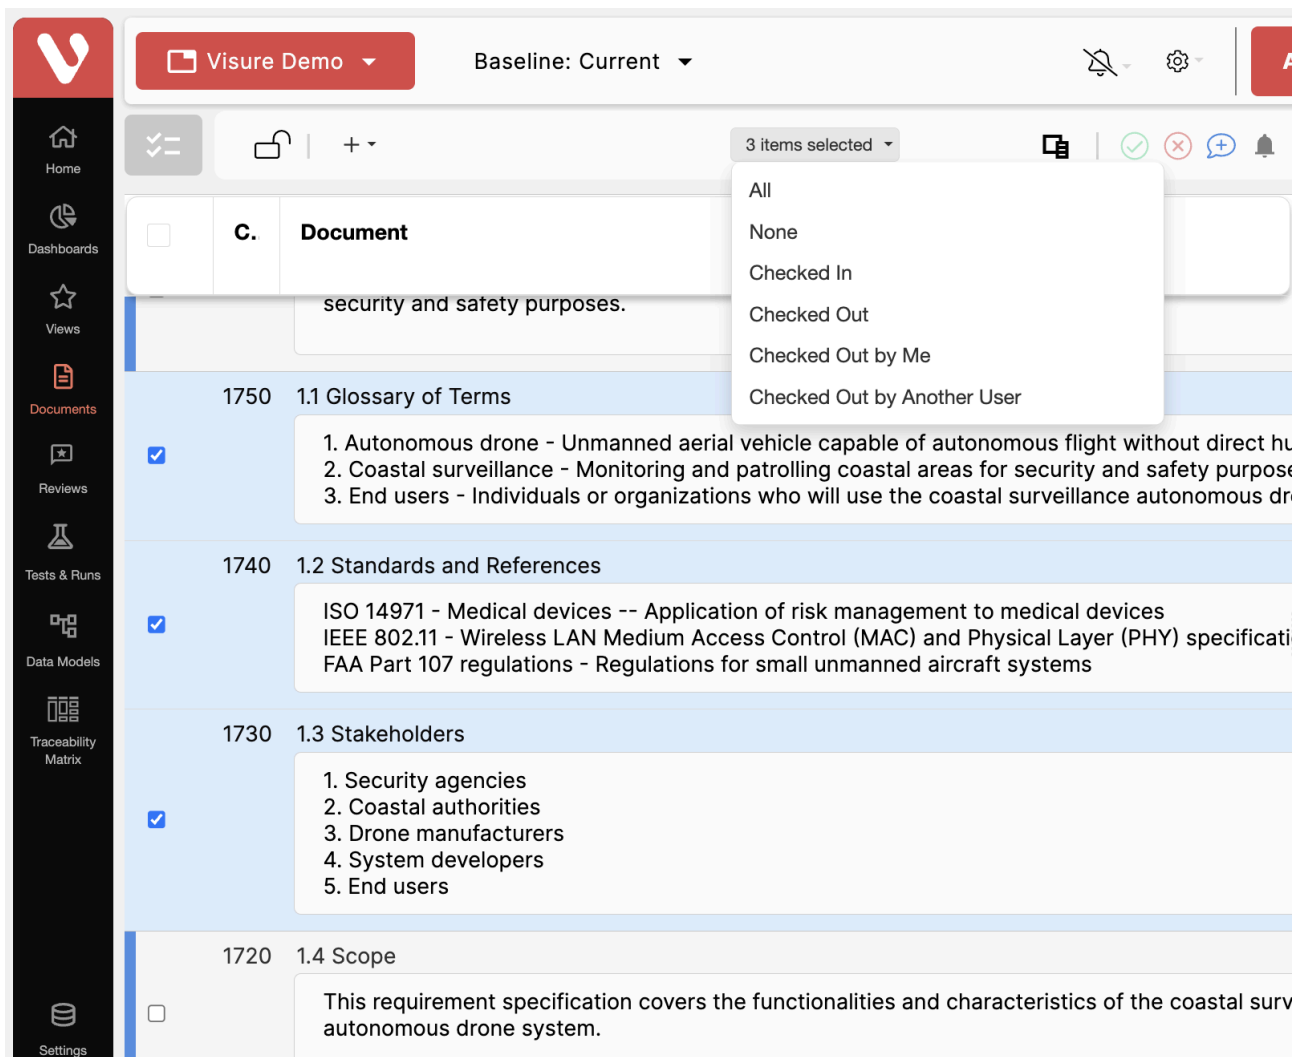 Visure Demo
Baseline: Current
A
3 items selected
Home
Dashboards
Views
Documents
Reviews
Tests & Runs
Data Models
Traceability
Matrix
Settings
All
None
Checked In
Checked Out
Checked Out by Me
Checked Out by Another User
C. Document
security and safety purposes.
1750 1.1 Glossary of Terms
1. Autonomous drone - Unmanned aerial vehicle capable of autonomous flight without direct hu
2. Coastal surveillance - Monitoring and patrolling coastal areas for security and safety purpose
3. End users - Individuals or organizations who will use the coastal surveillance autonomous dr
1740 1.2 Standards and References
ISO 14971 - Medical devices -- Application of risk management to medical devices
IEEE 802.11 - Wireless LAN Medium Access Control (MAC) and Physical Layer (PHY) specificati
FAA Part 107 regulations - Regulations for small unmanned aircraft systems
1730 1.3 Stakeholders
1. Security agencies
2. Coastal authorities
3. Drone manufacturers
4. System developers
5. End users
1720 1.4 Scope
This requirement specification covers the functionalities and characteristics of the coastal surv
autonomous drone system.